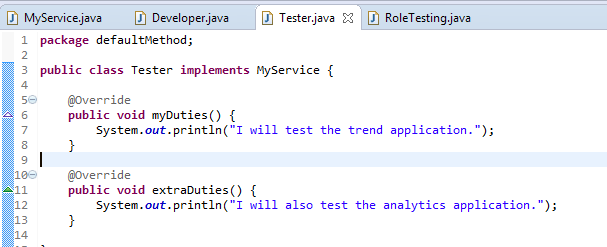 MyService.java Developer.java Tester.java RoleTesting.java
1 package defaultMethod;
2
3 public class Tester implements MyService {
4
5 @Override
6 public void myDuties() {
7 System.out.println("I will test the trend application.");
8 }
9
10 @Override
11 public void extraDuties() {
12 System.out.println("I will also test the analytics application.");
13 }
14